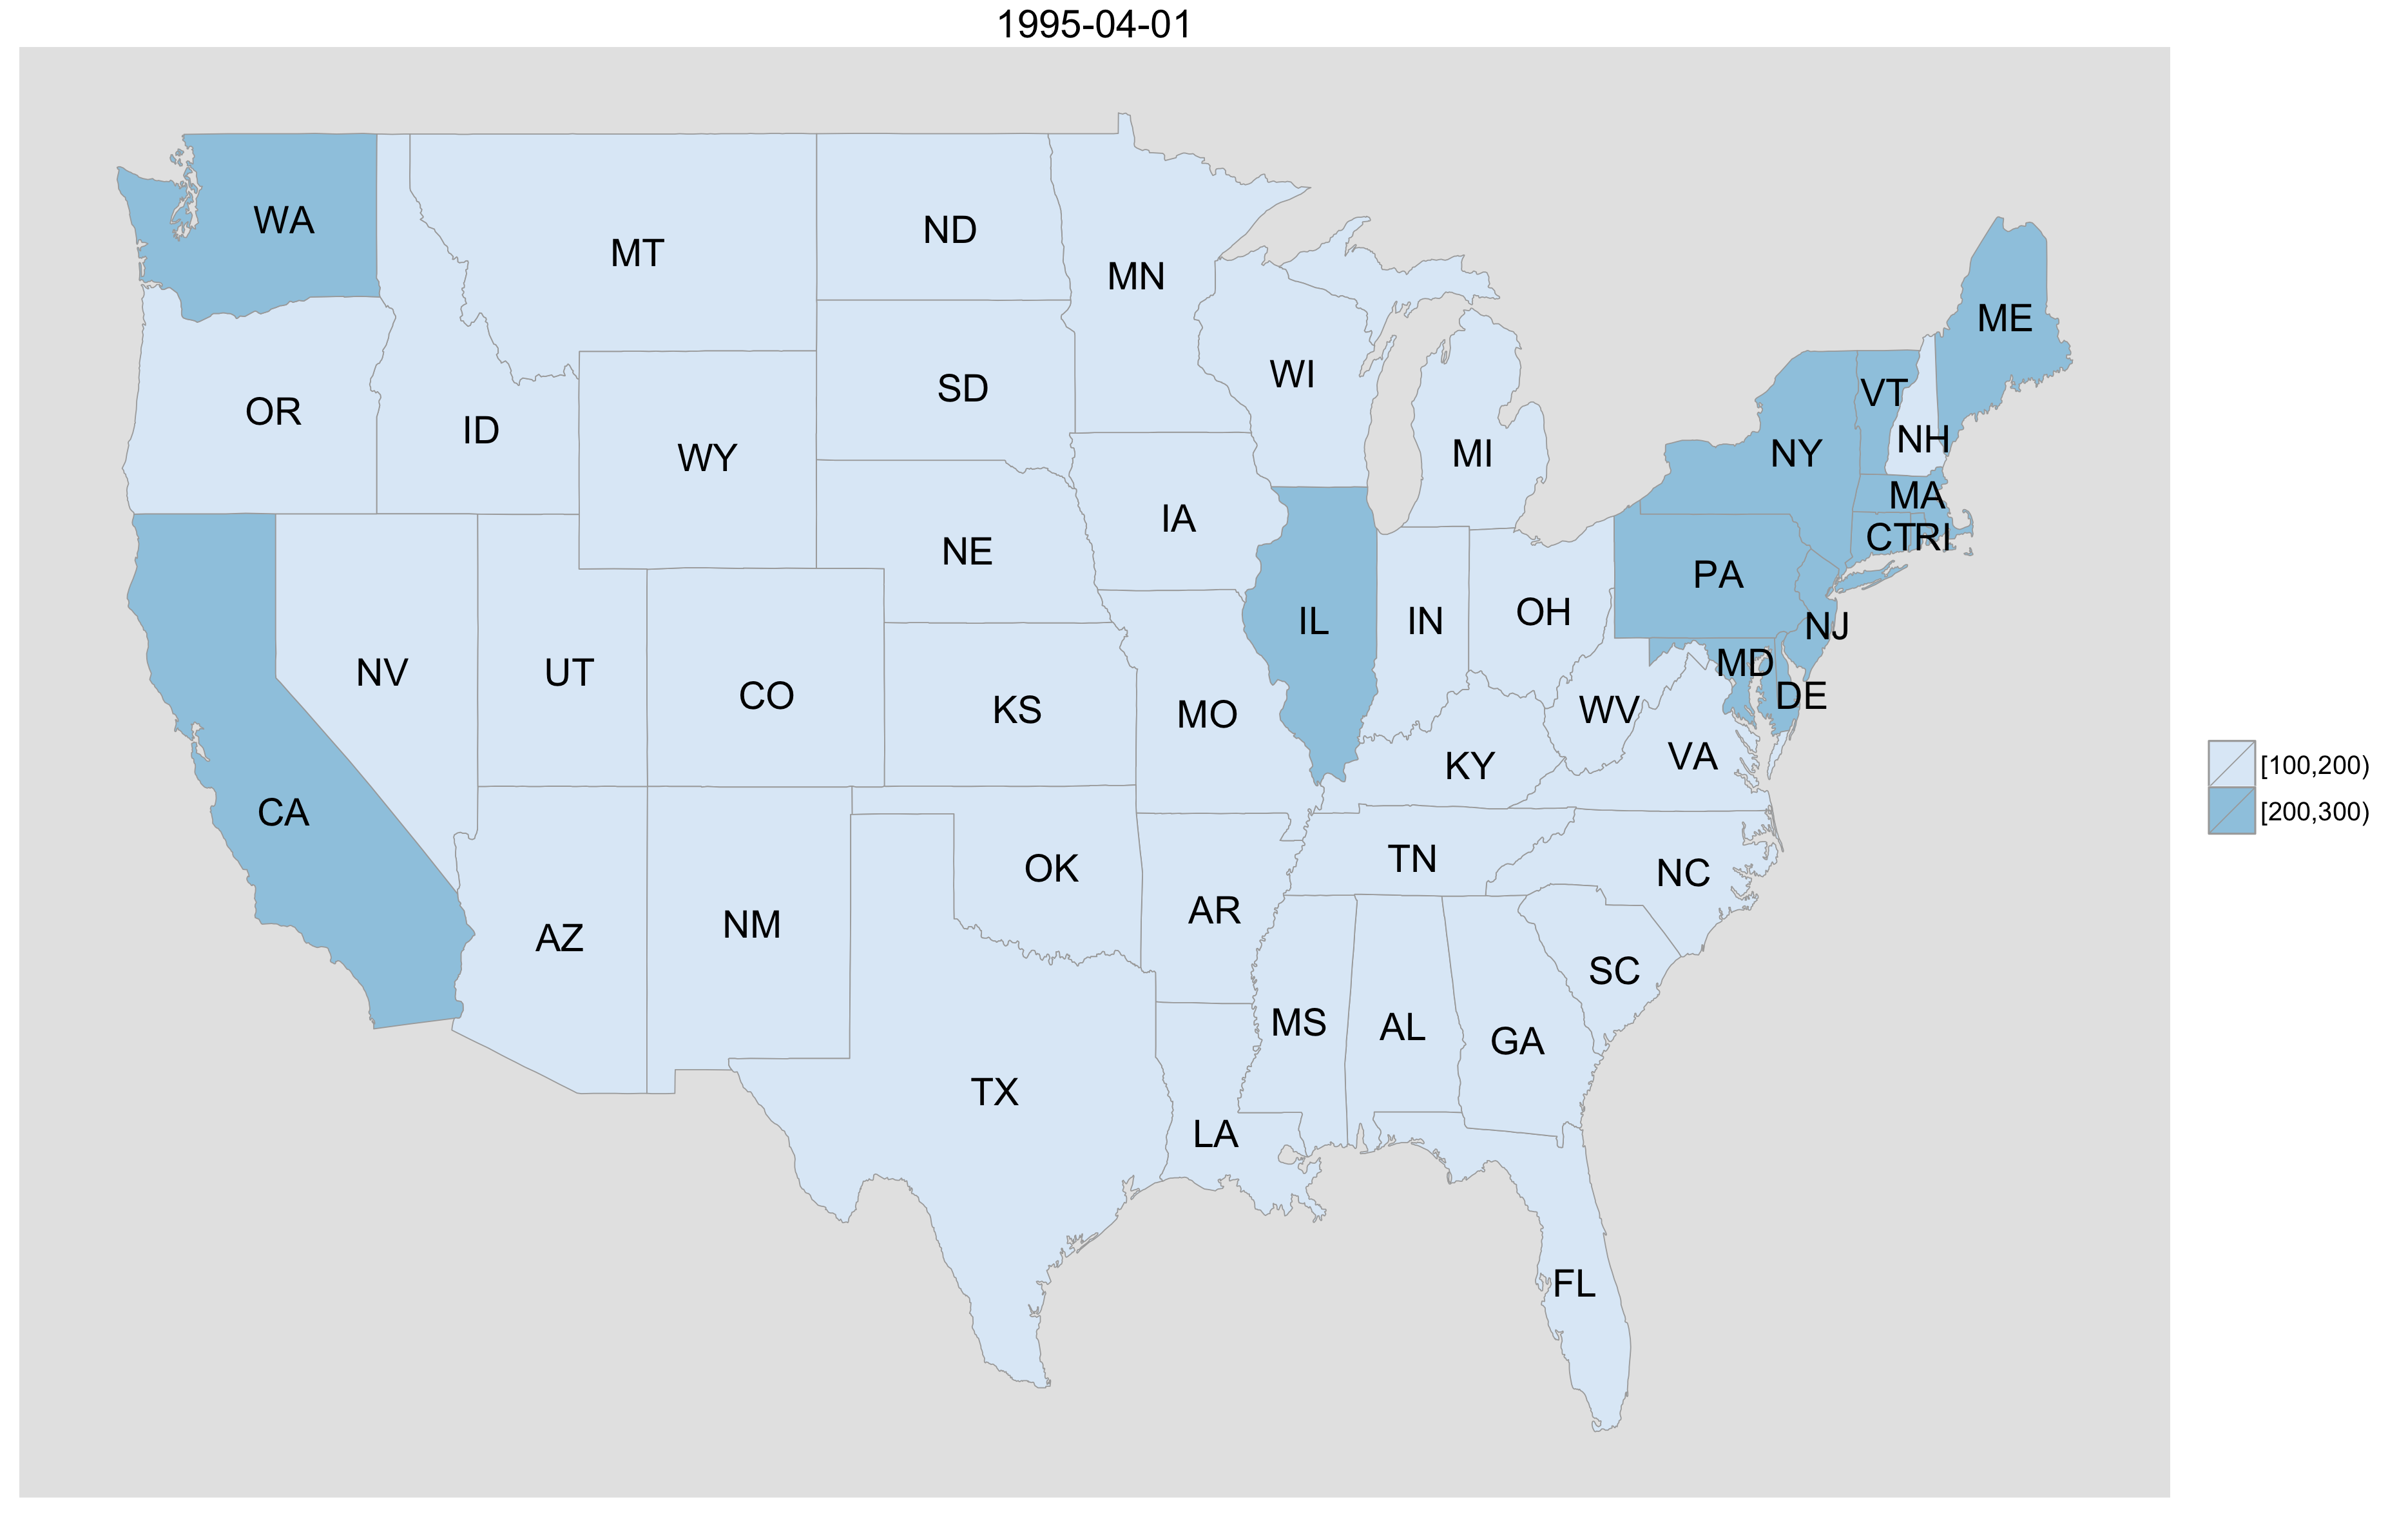 1995-04-01
WA
MT
ND
MN
ME
OR
ID
WY
SD
WI
MI
NY
VT
NH
MA
CT
RI
NE
IA
PA
NJ
NV
UT
CO
KS
MO
IL
IN
OH
WV
MD
DE
VA
KY
CA
AZ
NM
OK
AR
TN
NC
SC
MS
AL
GA
TX
LA
FL
[100,200)
[200,300)